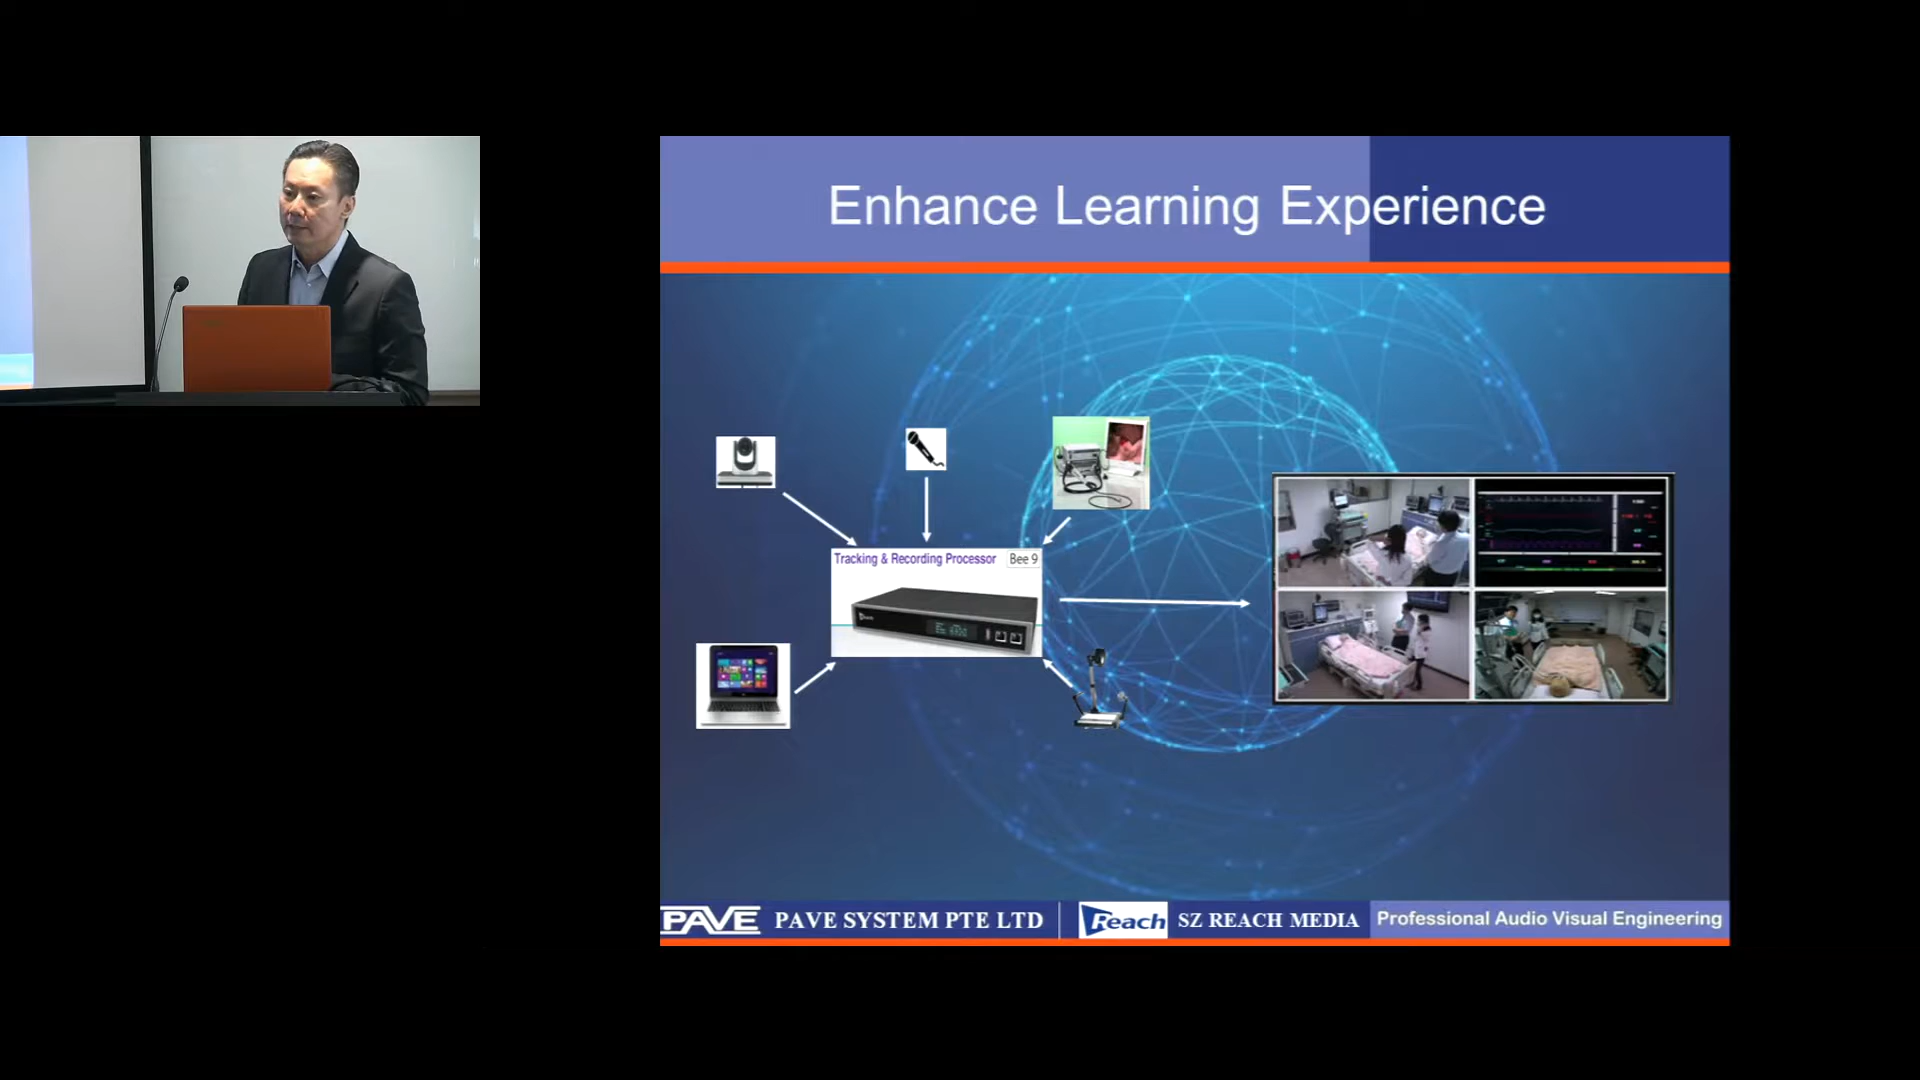 Enhance Learning Experience
Tracking & Recording Processor Bee 9
Reach
PAVE PAVE SYSTEM PTE LTD Reach SZ REACH MEDIA Professional Audio Visual Engineering